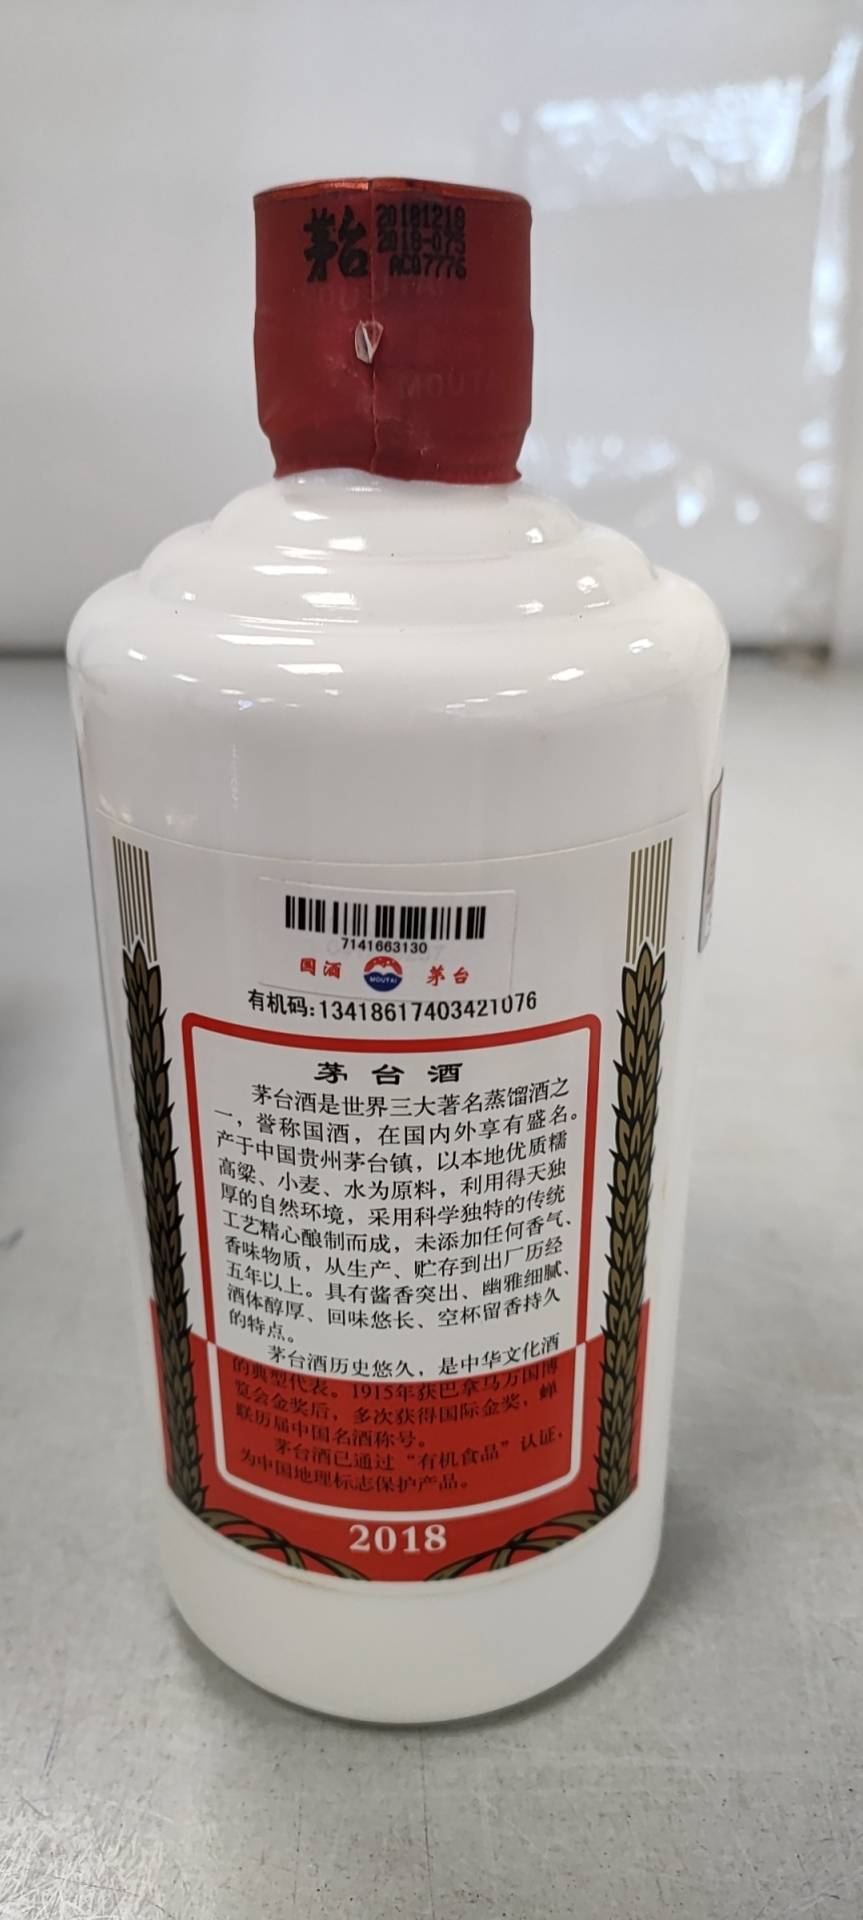 茅台
20181218
2018-075
AC07776
MOUTAI
7141663130
国酒 MOUTAI 茅台
有机码:13418617403421076
茅台酒
茅台酒是世界三大著名蒸馏酒之
一，誉称国酒，在国内外享有盛名。
产于中国贵州茅台镇，以本地优质糯
高粱、小麦、水为原料，利用得天独
厚的自然环境，采用科学独特的传统
工艺精心酿制而成，未添加任何香气、
香味物质，从生产、贮存到出厂历经
五年以上。具有酱香突出、幽雅细腻、
酒体醇厚、回味悠长、空杯留香持久
的特点。
茅台酒历史悠久，是中华文化酒
的典型代表。1915年获巴拿马万国博
览会金奖后，多次获得国际金奖，蝉
联历届中国名酒称号。
茅台酒已通过“有机食品”认证，
为中国地理标志保护产品。
2018